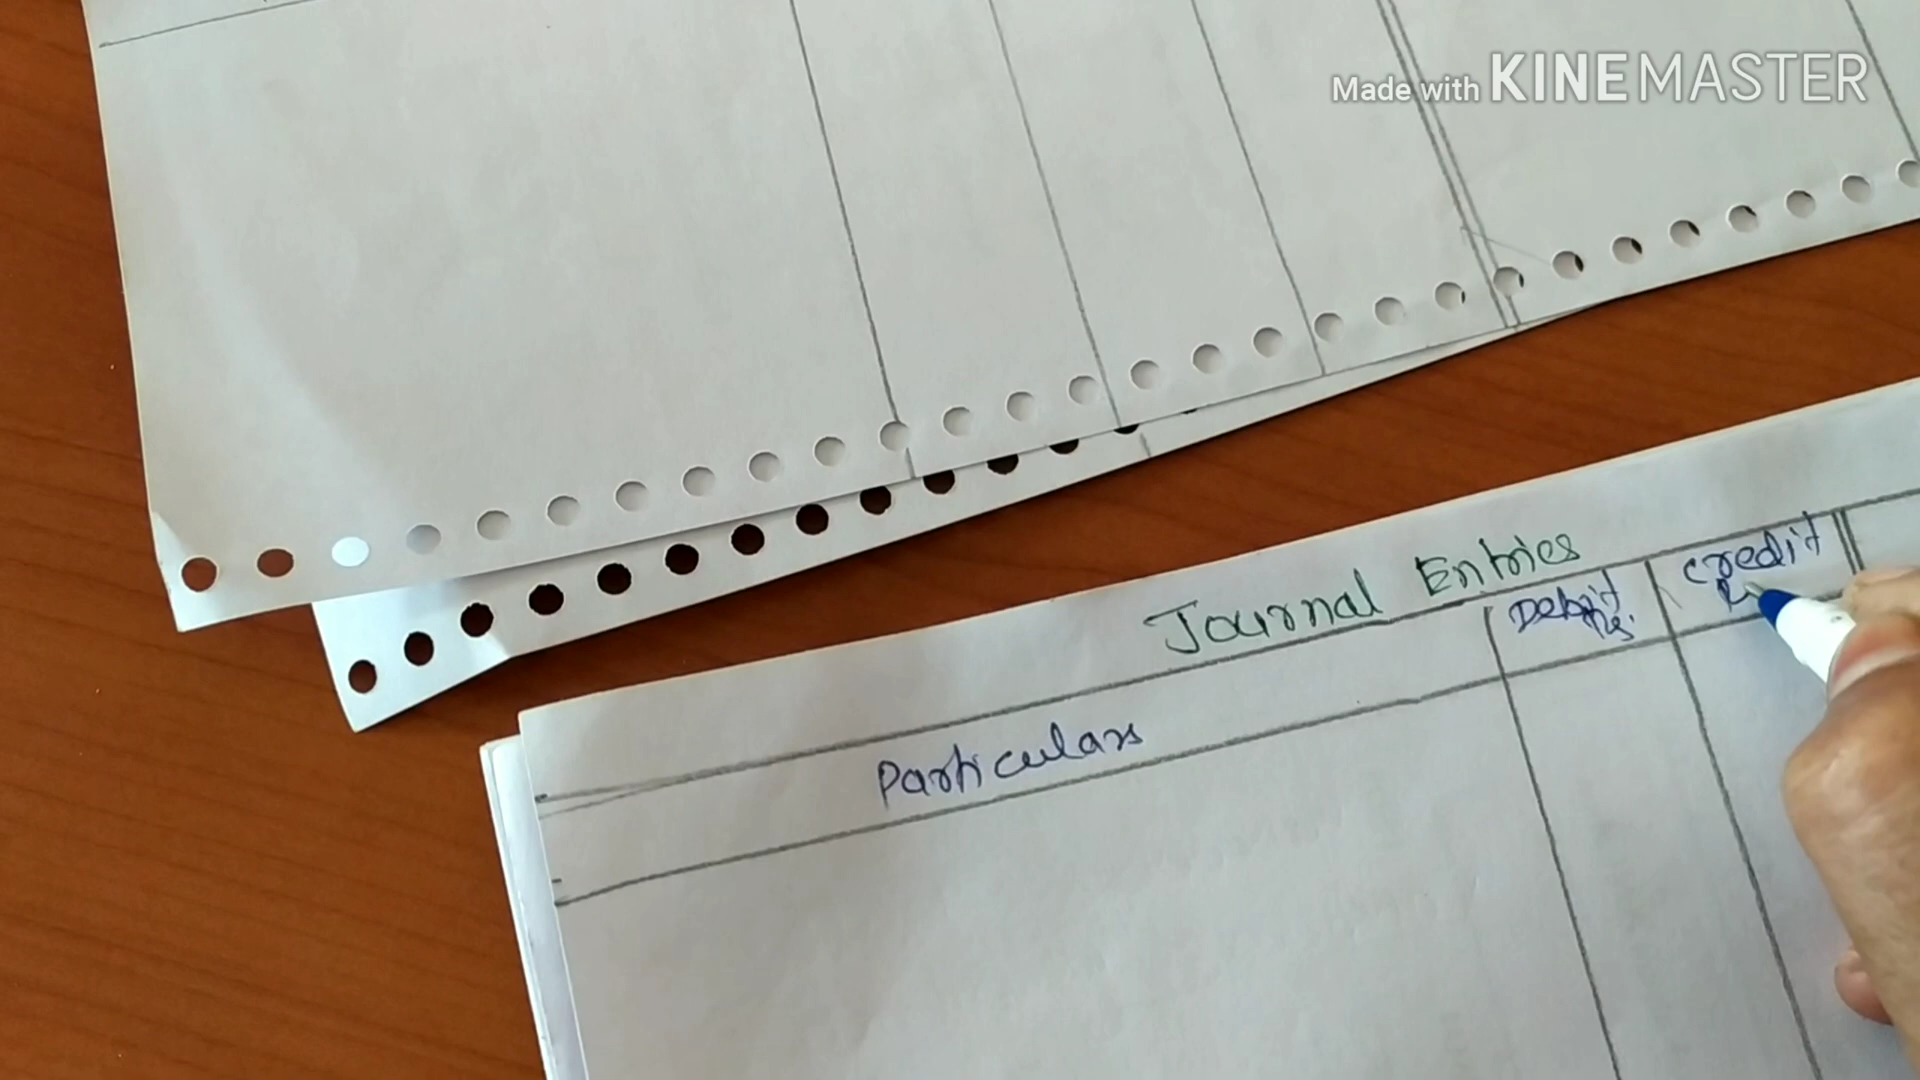 Made with KINEMASTER
Journal Entries
Particulars Debit Credit
Rs.